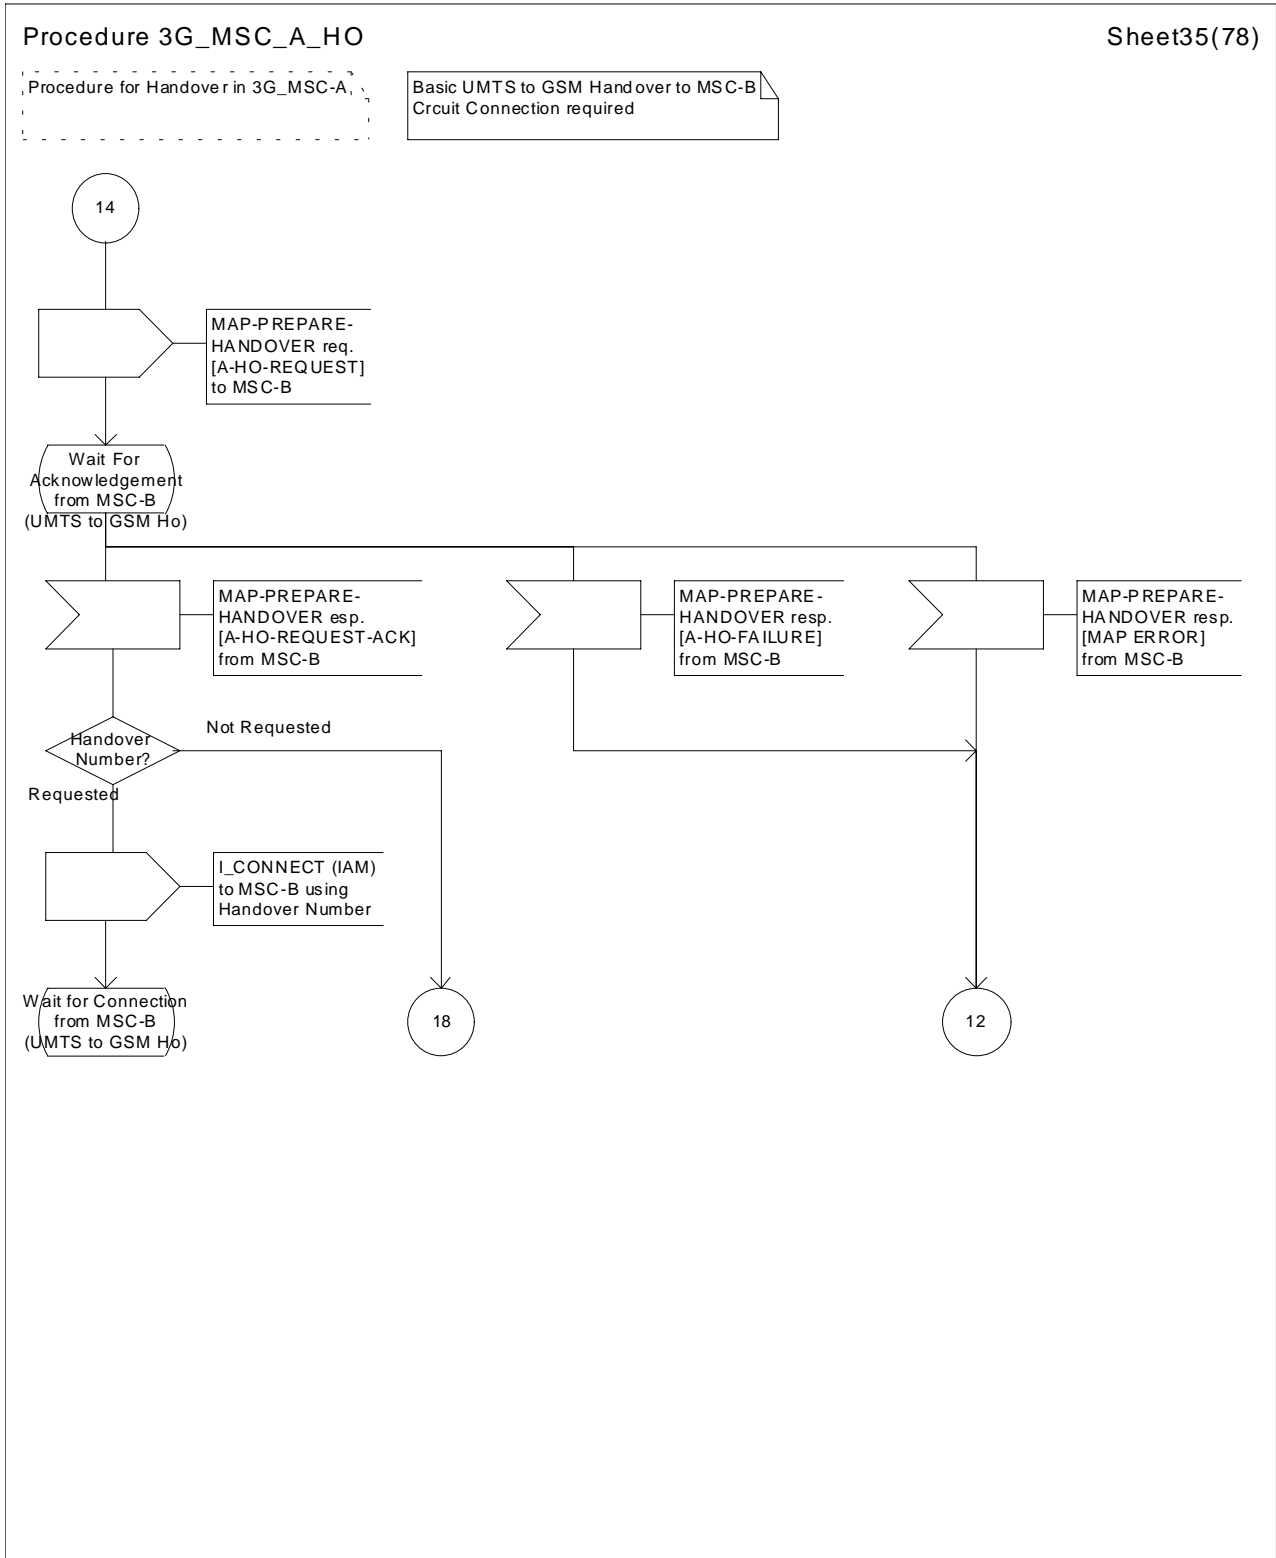 Procedure 3G_MSC_A_HO
Sheet35(78)
Procedure for Handover in 3G_MSC-A
Basic UMTS to GSM Handover to MSC-B
Crcuit Connection required
14
MAP-PREPARE-
HANDOVER req.
[A-HO-REQUEST]
to MSC-B
Wait For
Acknowledgement
from MSC-B
(UMTS to GSM Ho)
MAP-PREPARE-
HANDOVER esp.
[A-HO-REQUEST-ACK]
from MSC-B
MAP-PREPARE-
HANDOVER resp.
[A-HO-FAILURE]
from MSC-B
MAP-PREPARE-
HANDOVER resp.
[MAP ERROR]
from MSC-B
Handover
Number?
Not Requested
Requested
I_CONNECT (IAM)
to MSC-B using
Handover Number
Wait for Connection
from MSC-B
(UMTS to GSM Ho)
18
12